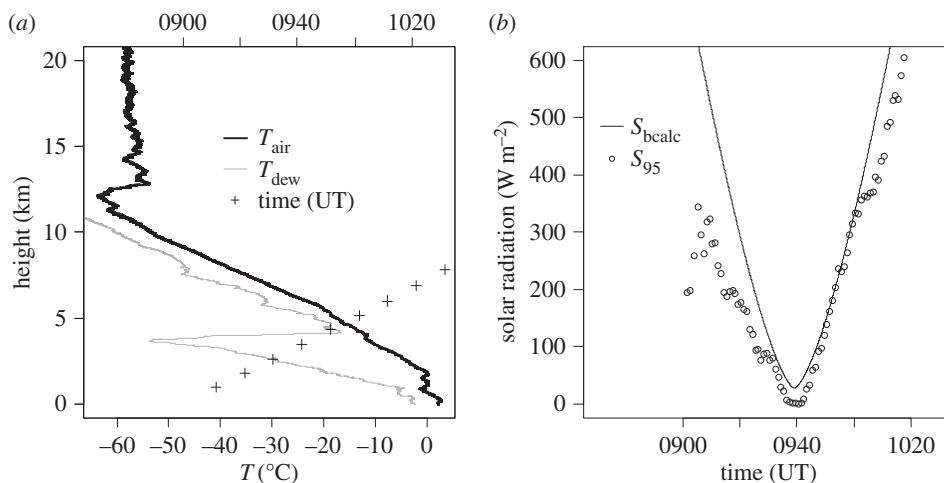 (a)
0900 0940 1020
20
15
10
5
0
height (km)
T_air
T_dew
+ time (UT)
−60 −50 −40 −30 −20 −10 0
T (°C)
(b)
600
500
400
300
200
100
0
solar radiation (W m⁻²)
S_bcalc
S_95
0900 0940 1020
time (UT)